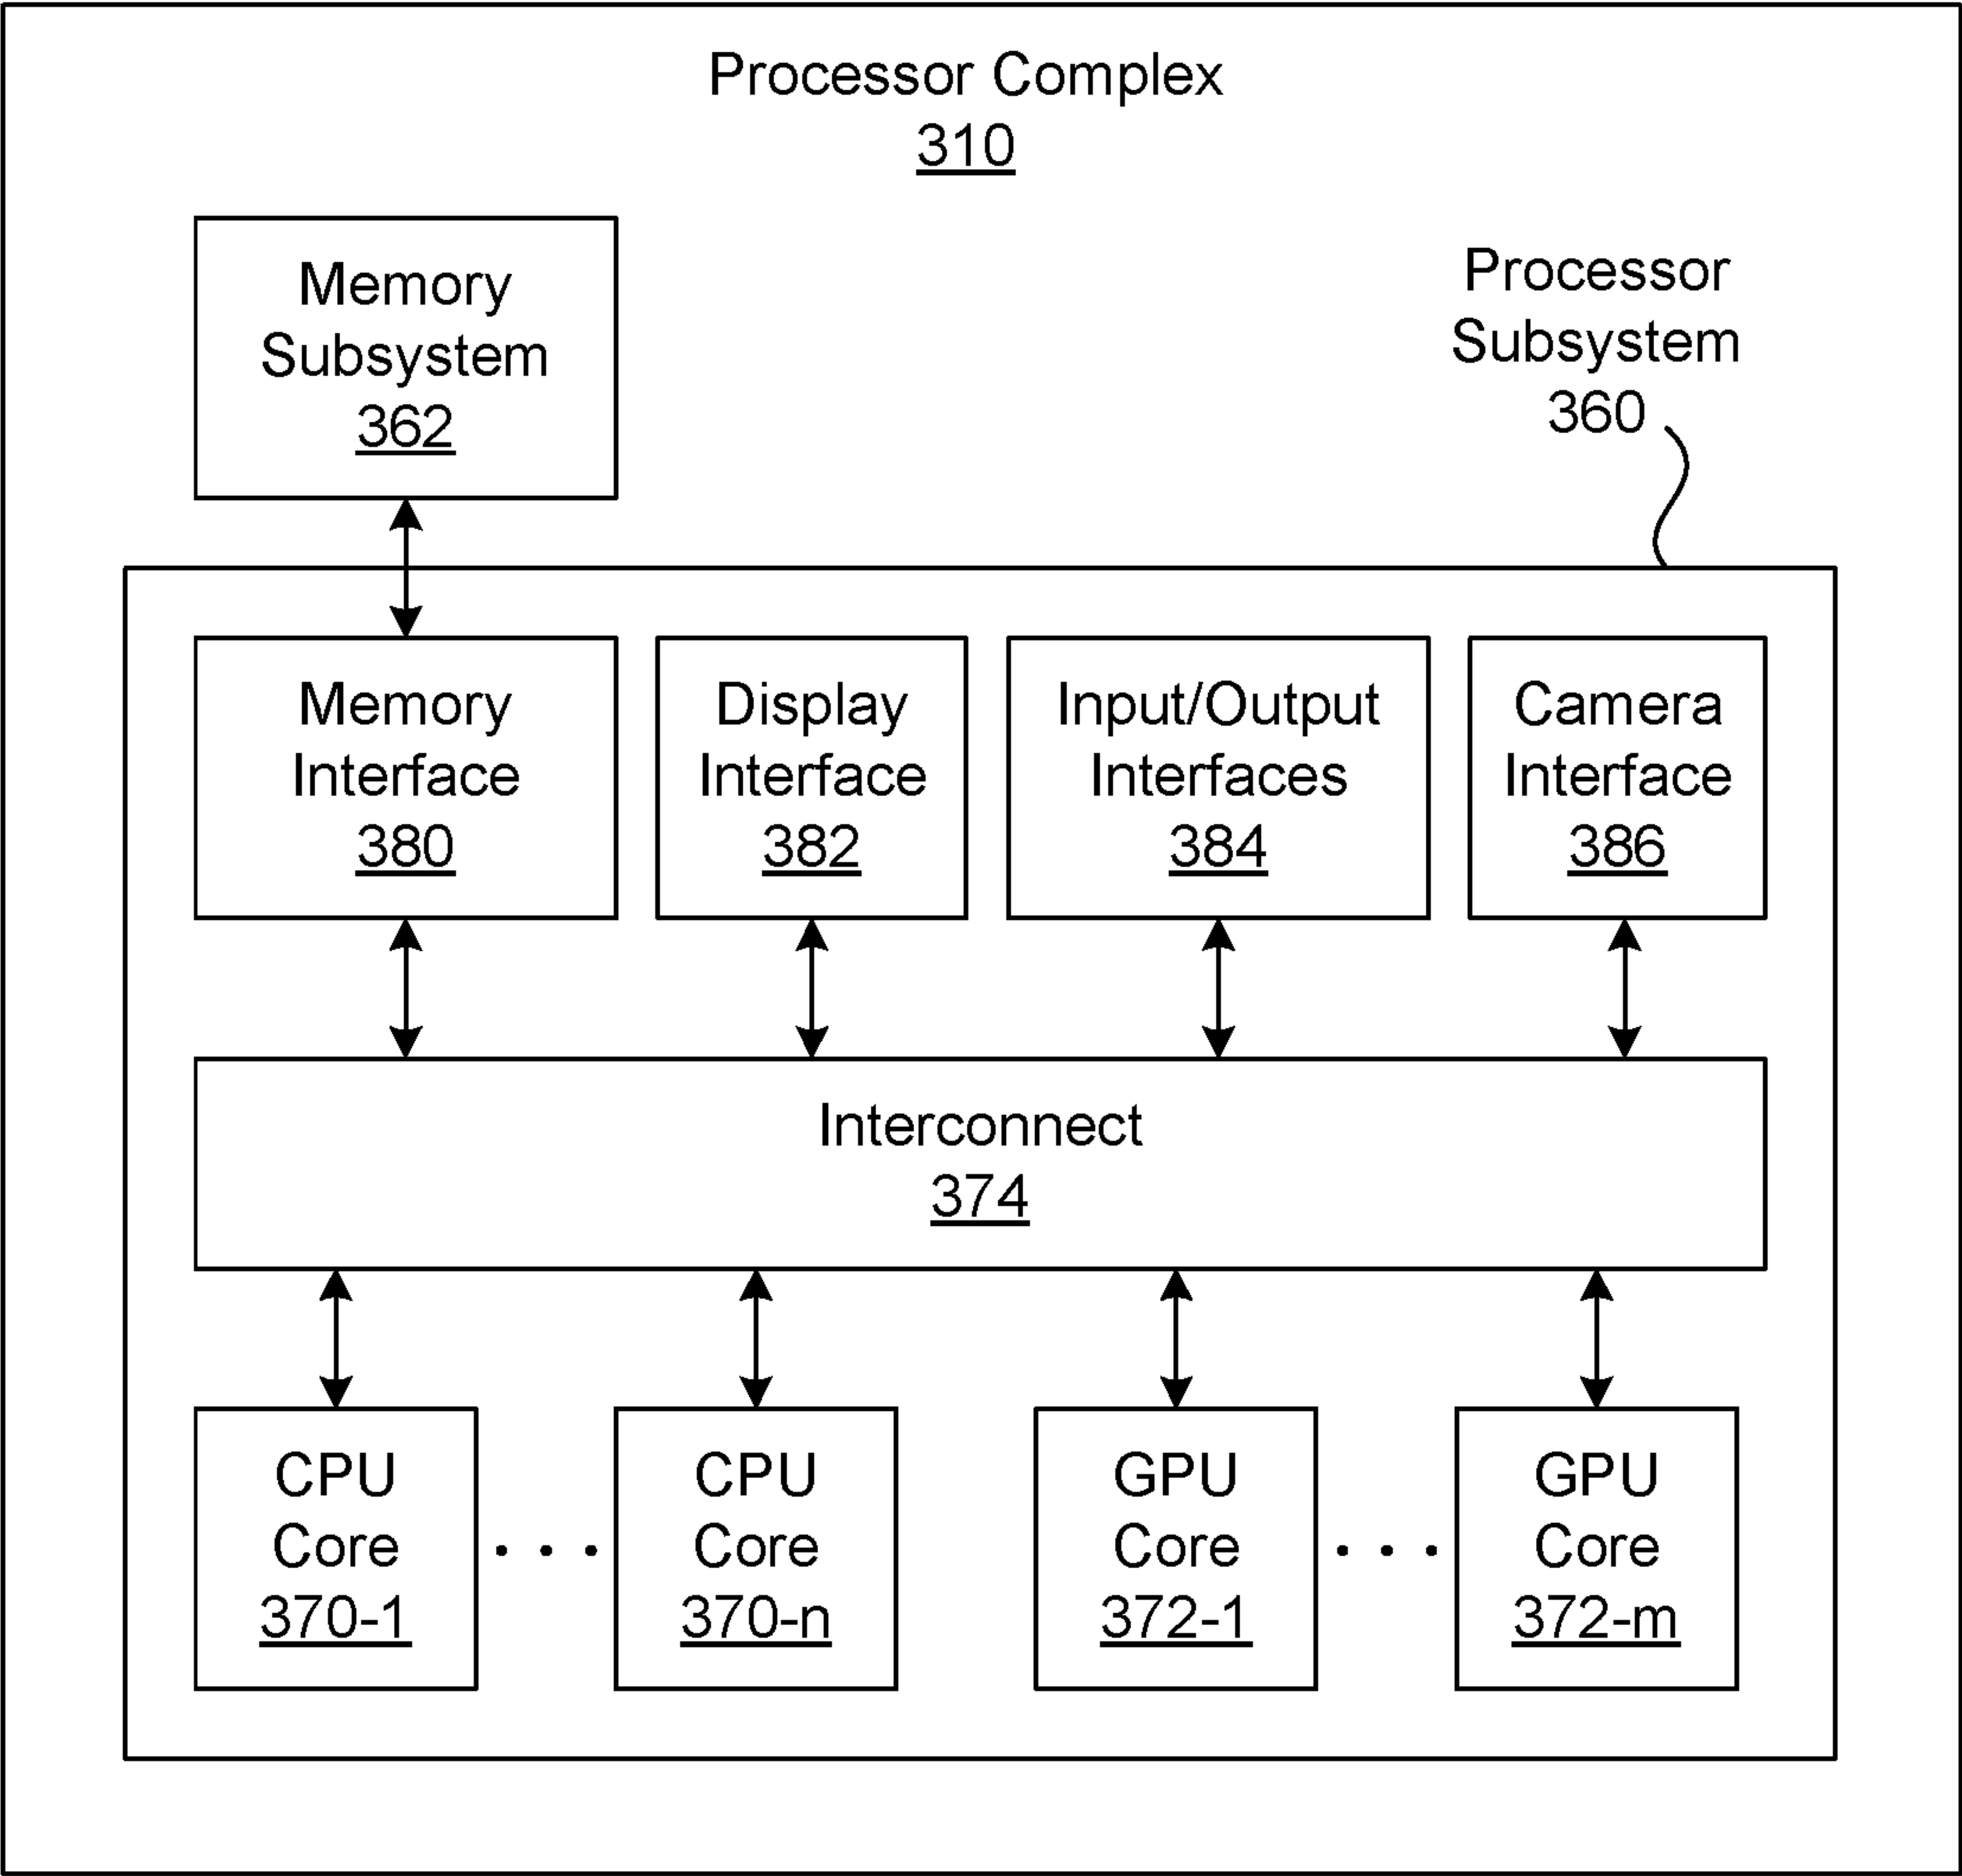 Processor Complex
310
Memory
Subsystem
362
Processor
Subsystem
360
Memory
Interface
380
Display
Interface
382
Input/Output
Interfaces
384
Camera
Interface
386
Interconnect
374
CPU
Core
370-1
. . .
CPU
Core
370-n
GPU
Core
372-1
. . .
GPU
Core
372-m